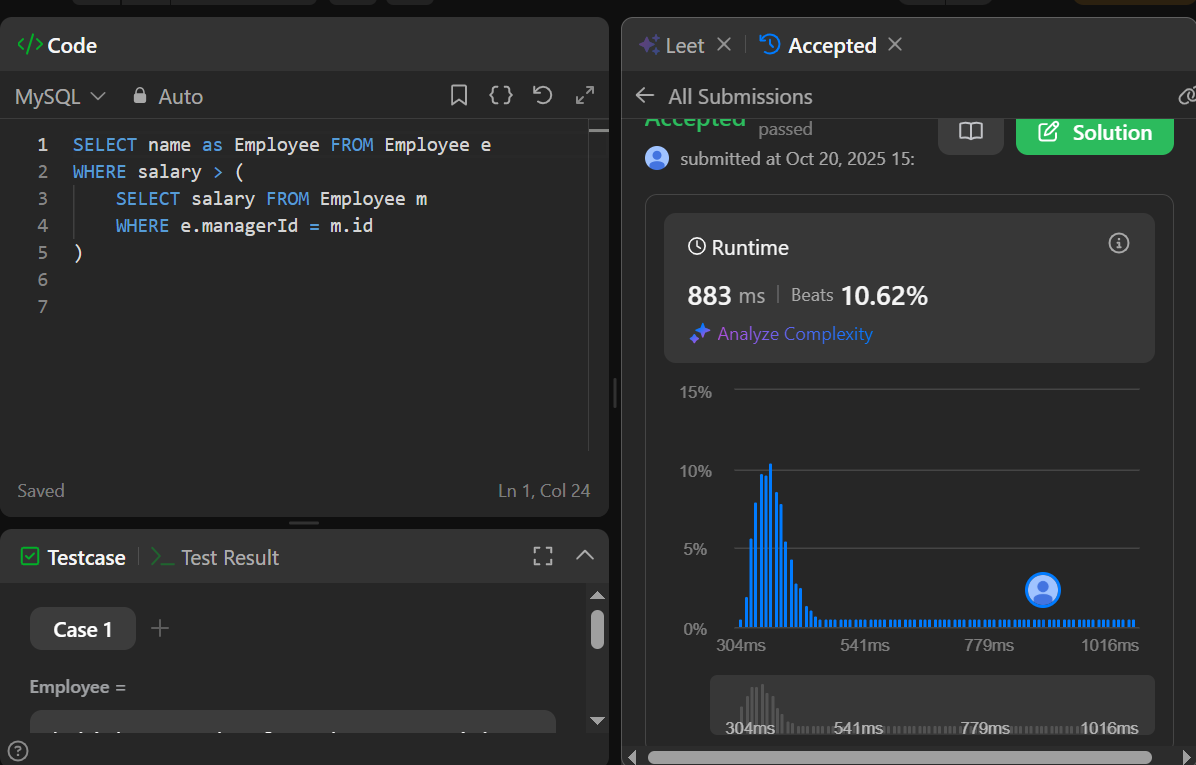 </> Code
MySQL Auto
1 SELECT name as Employee FROM Employee e
2 WHERE salary > (
3 SELECT salary FROM Employee m
4 WHERE e.managerId = m.id
5 )
6
7
Saved
Ln 1, Col 24
Testcase
Test Result
Case 1 +
Employee =
Leet
Accepted
All Submissions
Accepted passed
submitted at Oct 20, 2025 15:
Solution
Runtime
883 ms | Beats 10.62%
Analyze Complexity
15%
10%
5%
0%
304ms 541ms 779ms 1016ms
304ms 541ms 779ms 1016ms